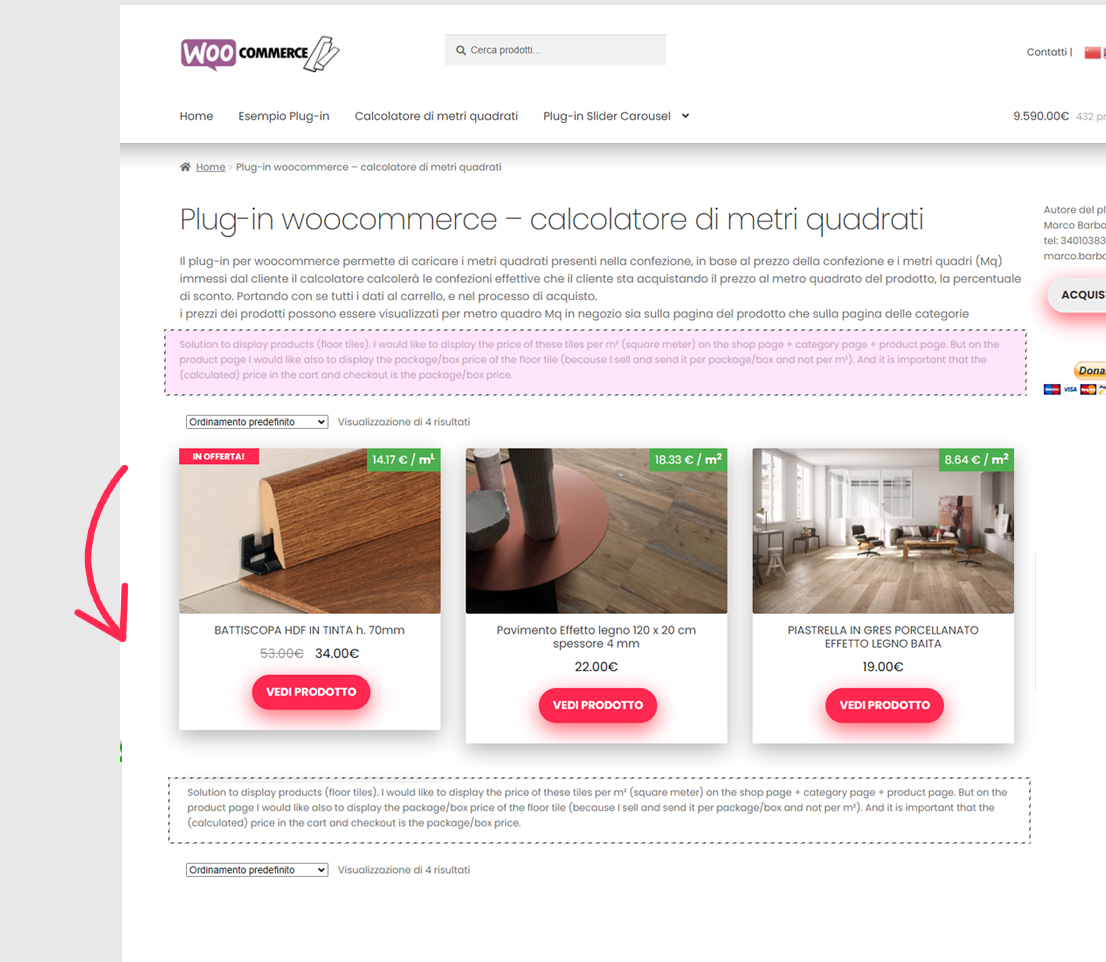 WOO COMMERCE
Cerca prodotti...
Contatti |
Home Esempio Plug-in Calcolatore di metri quadrati Plug-in Slider Carousel
9.590.00€ 432
Home › Plug-in woocommerce – calcolatore di metri quadrati
Plug-in woocommerce – calcolatore di metri quadrati
Il plug-in per woocommerce permette di caricare i metri quadrati presenti nella confezione, in base al prezzo della confezione e i metri quadri (Mq)
immessi dal cliente il calcolatore calcolerà le confezioni effettive che il cliente sta acquistando il prezzo al metro quadrato del prodotto, la percentuale
di sconto. Portando con se tutti i dati al carrello, e nel processo di acquisto.
i prezzi dei prodotti possono essere visualizzati per metro quadro Mq in negozio sia sulla pagina del prodotto che sulla pagina delle categorie
Autore del
Marco
tel:
ACQUIS
Dona
VISA
Solution to display products (floor tiles). I would like to display the price of these tiles per m² (square meter) on the shop page + category page + product page. But on the
product page I would like also to display the package/box price of the floor tile (because I sell and send it per package/box and not per m²). And it is important that the
(calculated) price in the cart and checkout is the package/box price.
Ordinamento predefinito Visualizzazione di 4 risultati
IN OFFERTA!
14.17 € / mᴸ
BATTISCOPA HDF IN TINTA h. 70mm
53.00€ 34.00€
VEDI PRODOTTO
18.33 € / m²
Pavimento Effetto legno 120 x 20 cm
spessore 4 mm
22.00€
VEDI PRODOTTO
8.64 € / m²
PIASTRELLA IN GRES PORCELLANATO
EFFETTO LEGNO BAITA
19.00€
VEDI PRODOTTO
Solution to display products (floor tiles). I would like to display the price of these tiles per m² (square meter) on the shop page + category page + product page. But on the
product page I would like also to display the package/box price of the floor tile (because I sell and send it per package/box and not per m²). And it is important that the
(calculated) price in the cart and checkout is the package/box price.
Ordinamento predefinito Visualizzazione di 4 risultati